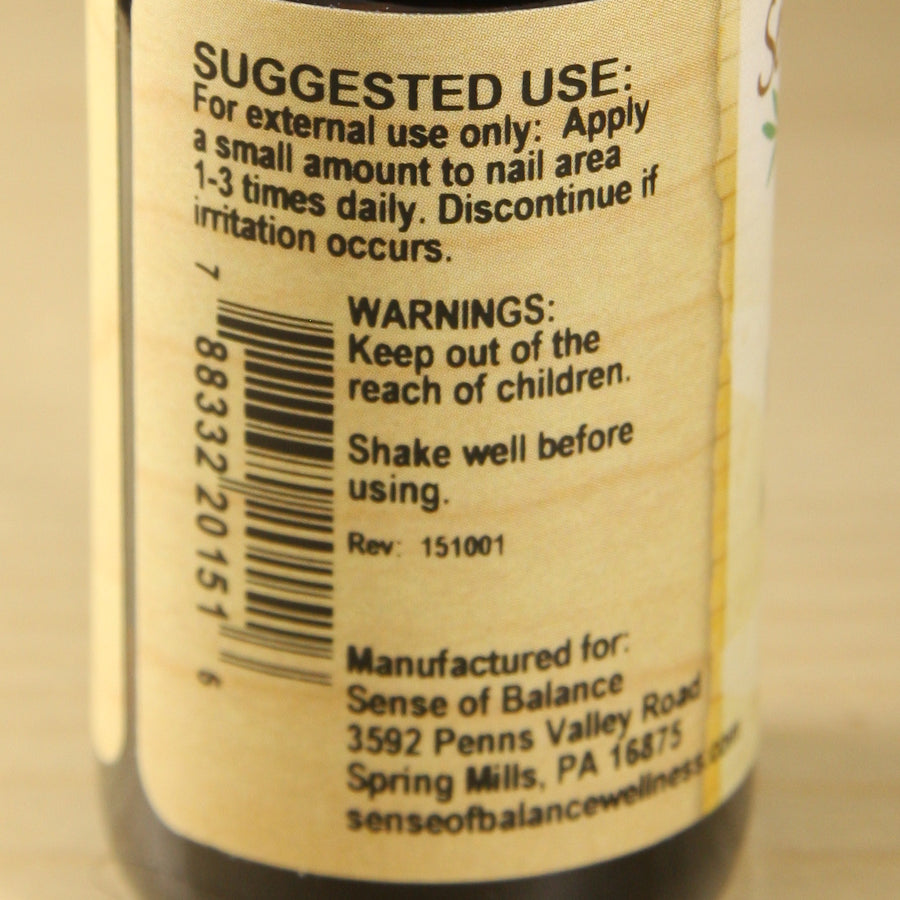 SUGGESTED USE:
For external use only: Apply
a small amount to nail area
1-3 times daily. Discontinue if
irritation occurs.
7 88332 20151 6
WARNINGS:
Keep out of the
reach of children.
Shake well before
using.
Rev: 151001
Manufactured for:
Sense of Balance
3592 Penns Valley Road
Spring Mills, PA 16875
senseofbalancewellness.com